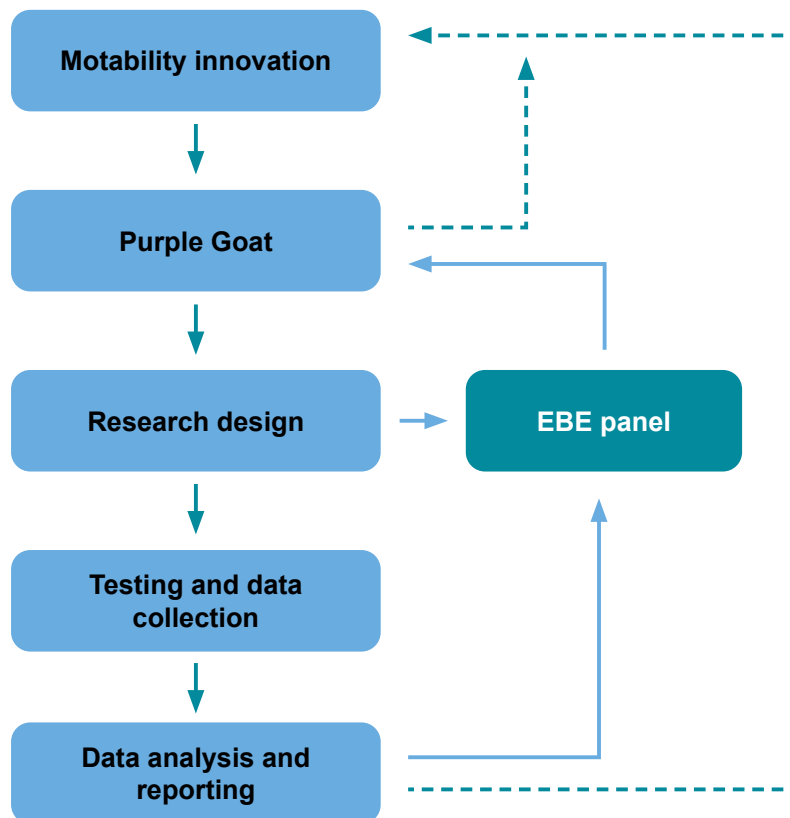 Motability innovation
Purple Goat
Research design
EBE panel
Testing and data
collection
Data analysis and
reporting